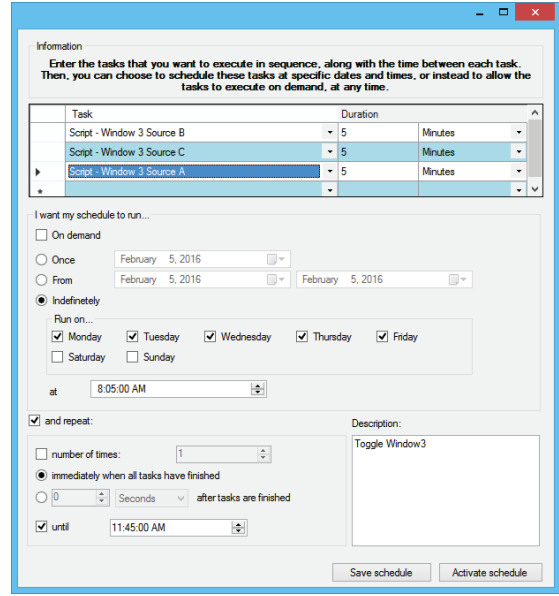 Information
Enter the tasks that you want to execute in sequence, along with the time between each task.
Then, you can choose to schedule these tasks at specific dates and times, or instead to allow the
tasks to execute on demand, at any time.
Task Duration
Script - Window 3 Source B 5 Minutes
Script - Window 3 Source C 5 Minutes
Script - Window 3 Source A 5 Minutes
I want my schedule to run...
On demand
Once February 5, 2016
From February 5, 2016 February 5, 2016
Indefinetely
Run on...
Monday Tuesday Wednesday Thursday Friday
Saturday Sunday
at 8:05:00 AM
and repeat:
Description:
number of times: 1
Toggle Window3
immediately when all tasks have finished
0 Seconds after tasks are finished
until 11:45:00 AM
Save schedule Activate schedule